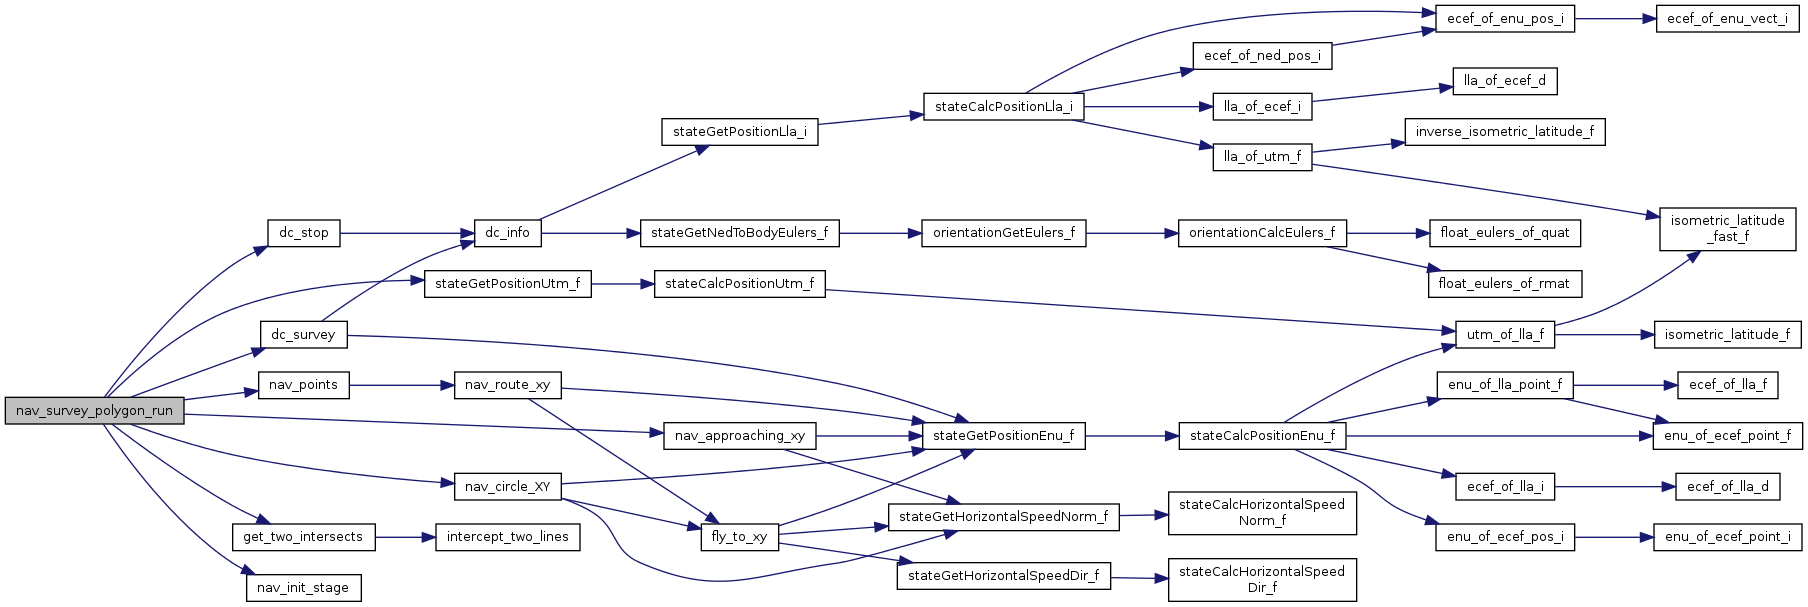 ecef_of_enu_pos_i
ecef_of_enu_vect_i
ecef_of_ned_pos_i
lla_of_ecef_d
stateCalcPositionLla_i
lla_of_ecef_i
stateGetPositionLla_i
inverse_isometric_latitude_f
lla_of_utm_f
isometric_latitude
_fast_f
dc_stop
dc_info
stateGetNedToBodyEulers_f
orientationGetEulers_f
orientationCalcEulers_f
float_eulers_of_quat
stateGetPositionUtm_f
stateCalcPositionUtm_f
float_eulers_of_rmat
dc_survey
utm_of_lla_f
isometric_latitude_f
nav_points
nav_route_xy
enu_of_lla_point_f
ecef_of_lla_f
nav_survey_polygon_run
nav_approaching_xy
stateGetPositionEnu_f
stateCalcPositionEnu_f
enu_of_ecef_point_f
nav_circle_XY
ecef_of_lla_i
ecef_of_lla_d
stateGetHorizontalSpeedNorm_f
stateCalcHorizontalSpeed
Norm_f
get_two_intersects
intercept_two_lines
fly_to_xy
enu_of_ecef_pos_i
enu_of_ecef_point_i
nav_init_stage
stateGetHorizontalSpeedDir_f
stateCalcHorizontalSpeed
Dir_f